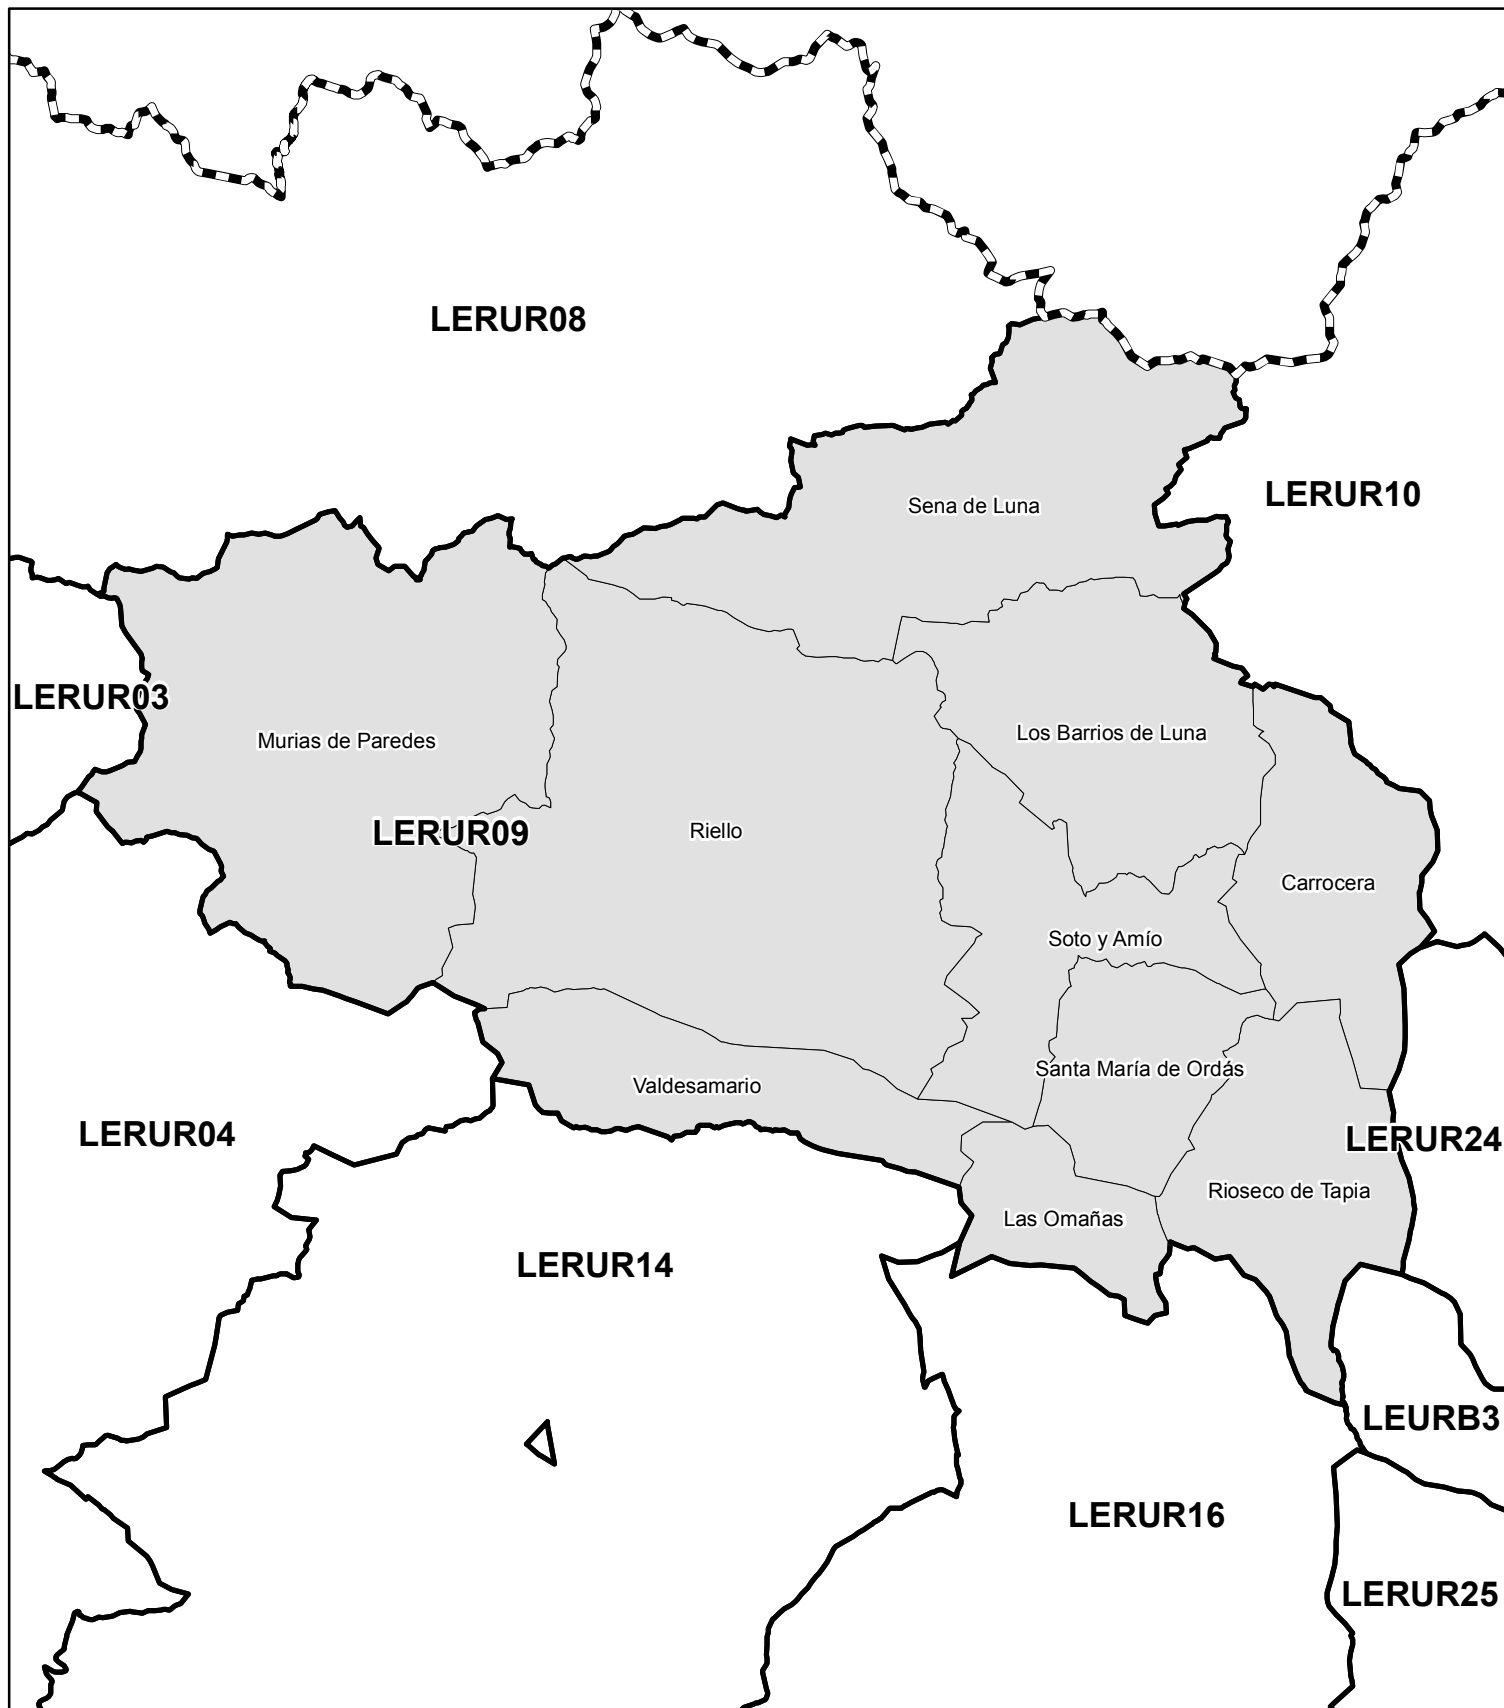 LERUR08
LERUR10
Sena de Luna
LERUR03
Murias de Paredes
Los Barrios de Luna
LERUR09
Riello
Carrocera
Soto y Amío
Santa María de Ordás
Valdesamario
LERUR04
LERUR24
Rioseco de Tapia
Las Omañas
LERUR14
LEURB3
LERUR16
LERUR25